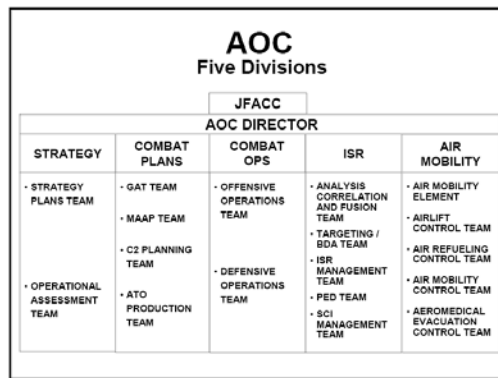 AOC
Five Divisions
JFACC
AOC DIRECTOR
STRATEGY
• STRATEGY
PLANS TEAM
• OPERATIONAL
ASSESSMENT
TEAM
COMBAT
PLANS
• GAT TEAM
• MAAP TEAM
• C2 PLANNING
TEAM
• ATO
PRODUCTION
TEAM
COMBAT
OPS
• OFFENSIVE
OPERATIONS
TEAM
• DEFENSIVE
OPERATIONS
TEAM
ISR
• ANALYSIS
CORRELATION
AND FUSION
TEAM
• TARGETING /
BDA TEAM
• ISR
MANAGEMENT
TEAM
• PED TEAM
• SCI
MANAGEMENT
TEAM
AIR
MOBILITY
• AIR MOBILITY
ELEMENT
• AIRLIFT
CONTROL TEAM
• AIR REFUELING
CONTROL TEAM
• AIR MOBILITY
CONTROL TEAM
• AEROMEDICAL
EVACUATION
CONTROL TEAM